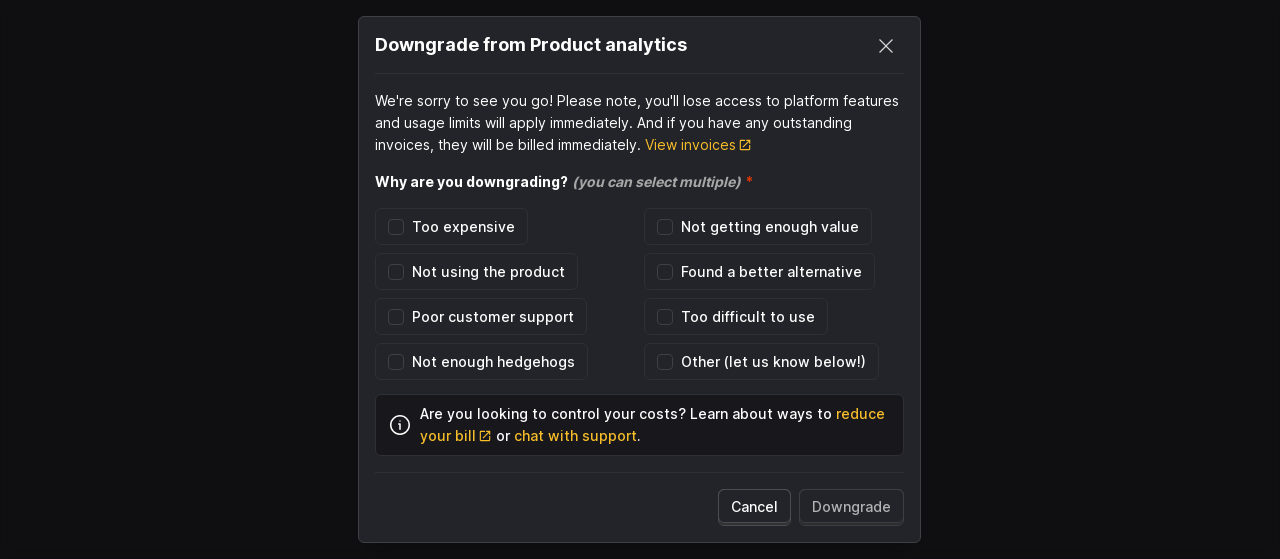 Downgrade from Product analytics
We're sorry to see you go! Please note, you'll lose access to platform features
and usage limits will apply immediately. And if you have any outstanding
invoices, they will be billed immediately. View invoices
Why are you downgrading? (you can select multiple) *
Too expensive
Not getting enough value
Not using the product
Found a better alternative
Poor customer support
Too difficult to use
Not enough hedgehogs
Other (let us know below!)
Are you looking to control your costs? Learn about ways to reduce
your bill or chat with support.
Cancel
Downgrade